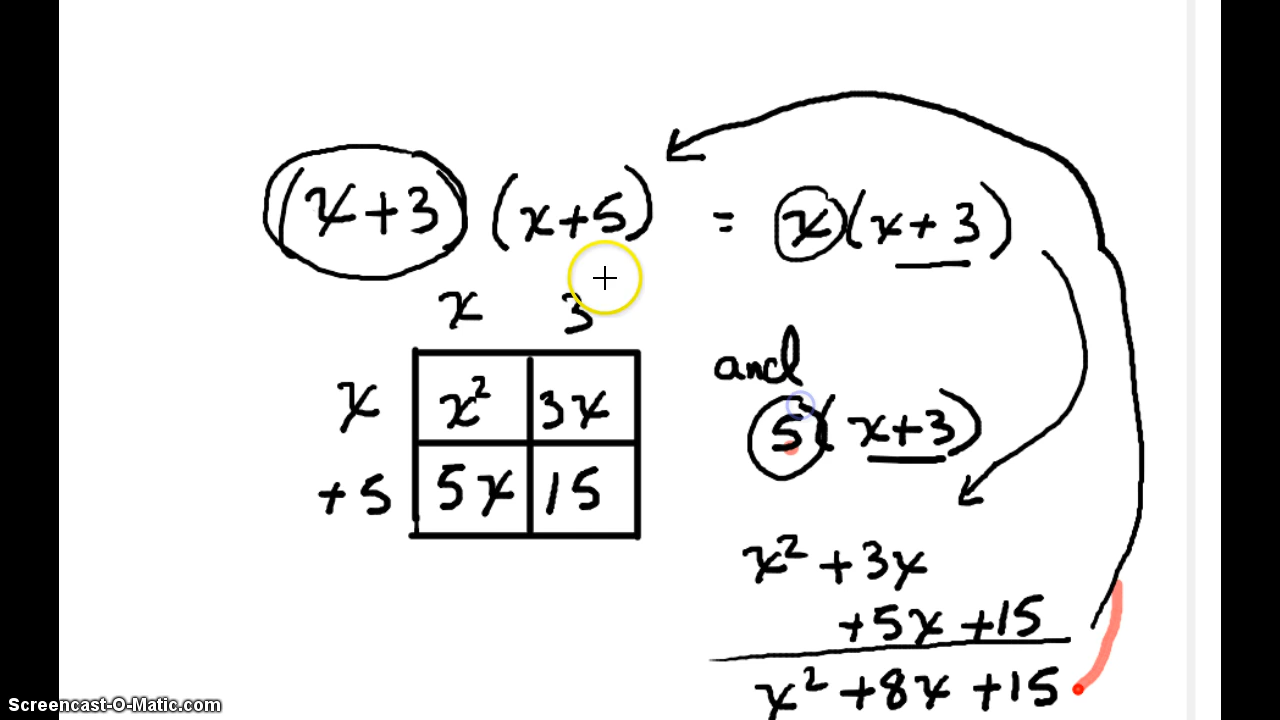 (x+3) (x+5) = x(x+3)
x 3
x x² 3x
+5 5x 15
and
5(x+3)
x² +3x
+5x +15
x² +8x +15
Screencast-O-Matic.com